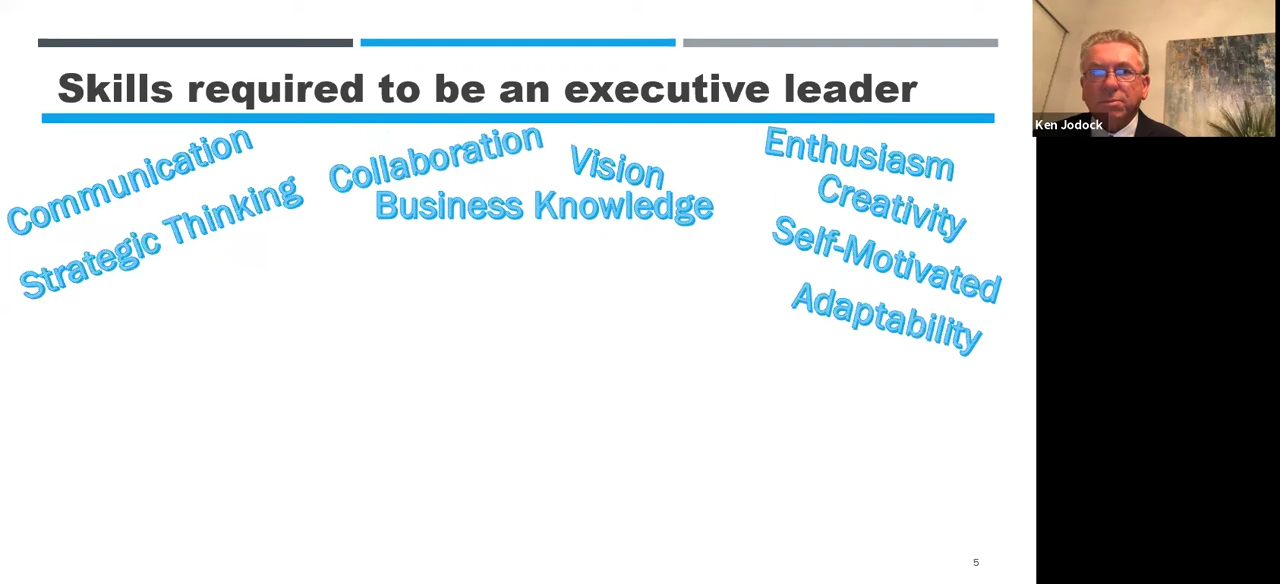 Skills required to be an executive leader
Communication
Strategic Thinking
Collaboration
Vision
Business Knowledge
Enthusiasm
Creativity
Self-Motivated
Adaptability
Ken Jodock
5